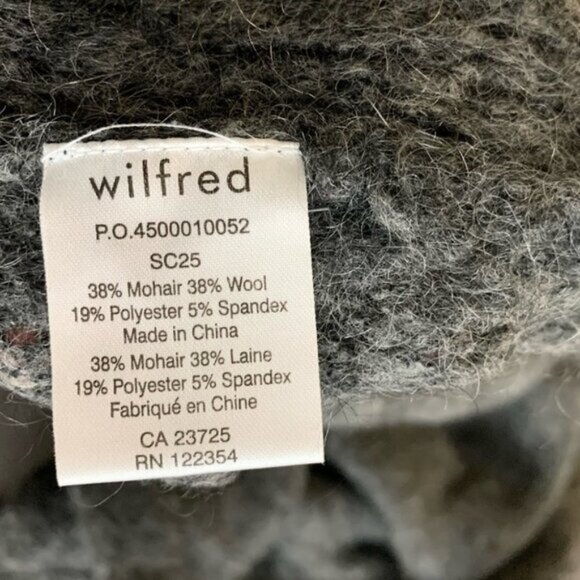 wilfred
P.O.4500010052
SC25
38% Mohair 38% Wool
19% Polyester 5% Spandex
Made in China
38% Mohair 38% Laine
19% Polyester 5% Spandex
Fabriqué en Chine
CA 23725
RN 122354